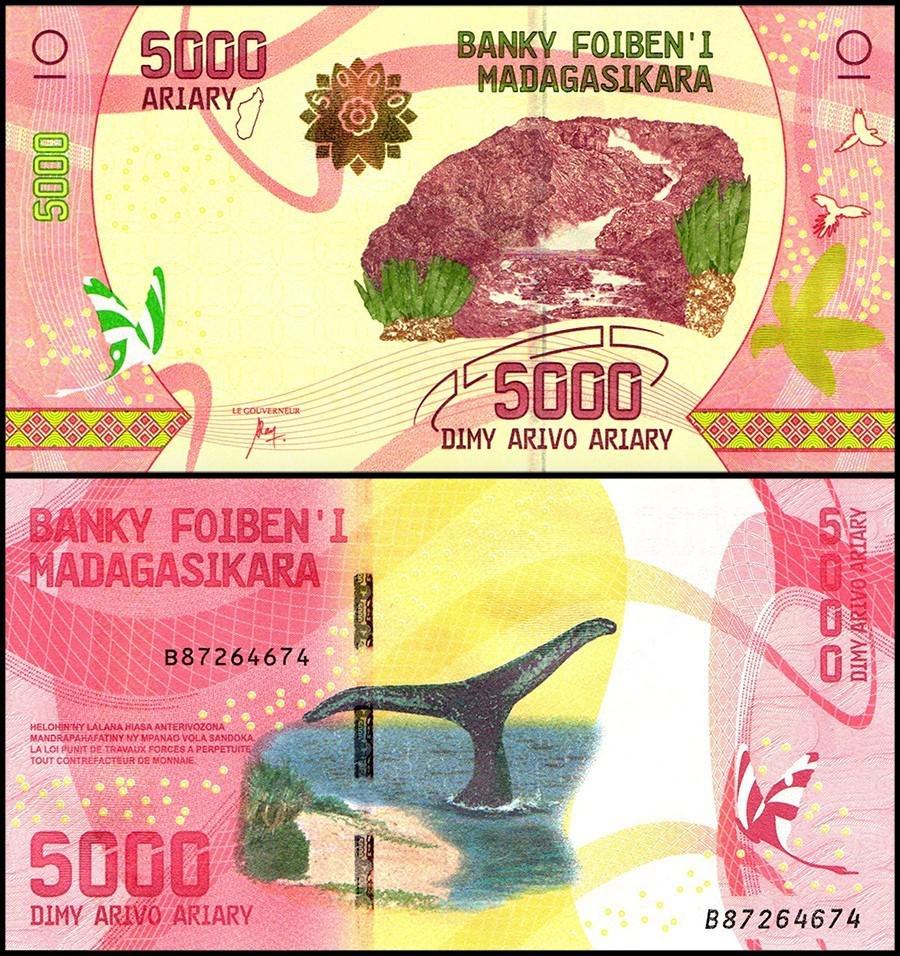 5000
ARIARY
BANKY FOIBEN'I
MADAGASIKARA
5000
5000
LE GOUVERNEUR
5000
DIMY ARIVO ARIARY
BANKY FOIBEN'I
MADAGASIKARA
B87264674
HELOHIN'NY LALANA HIASA ANTERIVOZONA
MANDRAPAHAFATINY NY MPANAO VOLA SANDOKA.
LA LOI PUNIT DE TRAVAUX FORCES A PERPETUITE
TOUT CONTREFACTEUR DE MONNAIE.
5000
DIMY ARIVO ARIARY
5000
DIMY ARIVO ARIARY
B87264674